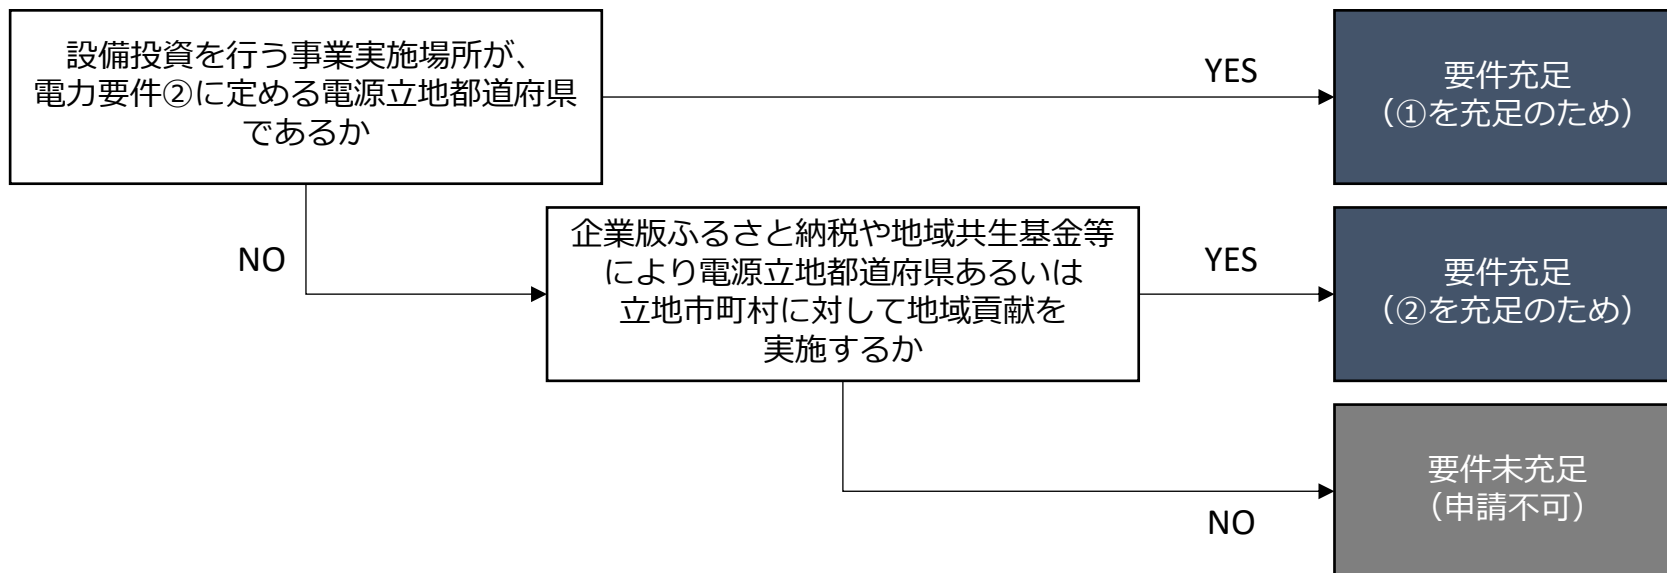 設備投資を行う事業実施場所が、
電力要件②に定める電源立地都道府県
であるか
YES
要件充足
（①を充足のため）
NO
企業版ふるさと納税や地域共生基金等
により電源立地都道府県あるいは
立地市町村に対して地域貢献を
実施するか
YES
要件充足
（②を充足のため）
NO
要件未充足
（申請不可）